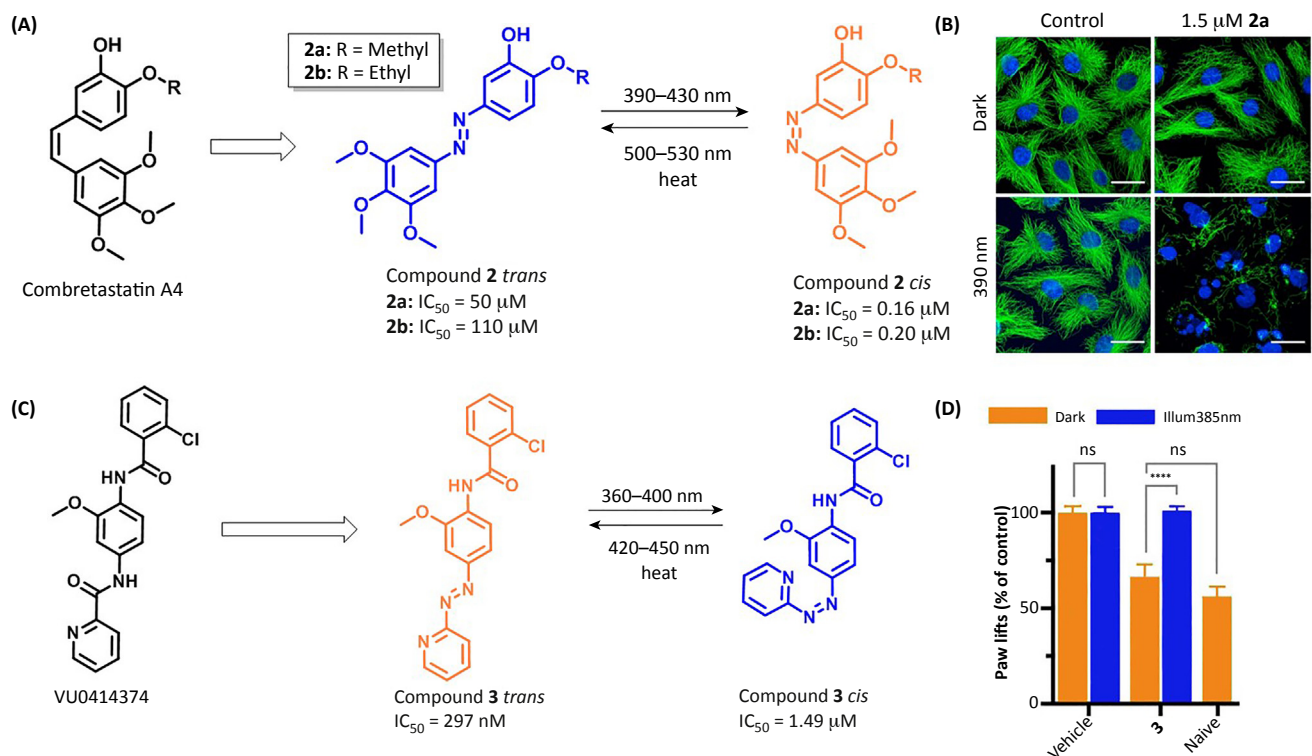 (A)
OH
O
R
O
O
O
Combretastatin A4
2a: R = Methyl
2b: R = Ethyl
OH
O
R
N
N
O
O
O
Compound 2 trans
2a: IC50 = 50 μM
2b: IC50 = 110 μM
390–430 nm
500–530 nm
heat
OH
O
R
N
N
O
O
O
Compound 2 cis
2a: IC50 = 0.16 μM
2b: IC50 = 0.20 μM
(B)
Control
1.5 μM 2a
Dark
390 nm
(C)
Cl
HN
O
O
NH
O
N
VU0414374
Cl
HN
O
O
N
N
N
Compound 3 trans
IC50 = 297 nM
360–400 nm
420–450 nm
heat
Cl
HN
O
O
N
N
N
Compound 3 cis
IC50 = 1.49 μM
(D)
Dark
Illum385nm
ns
ns
****
Paw lifts (% of control)
100
50
0
Vehicle
3
Naive